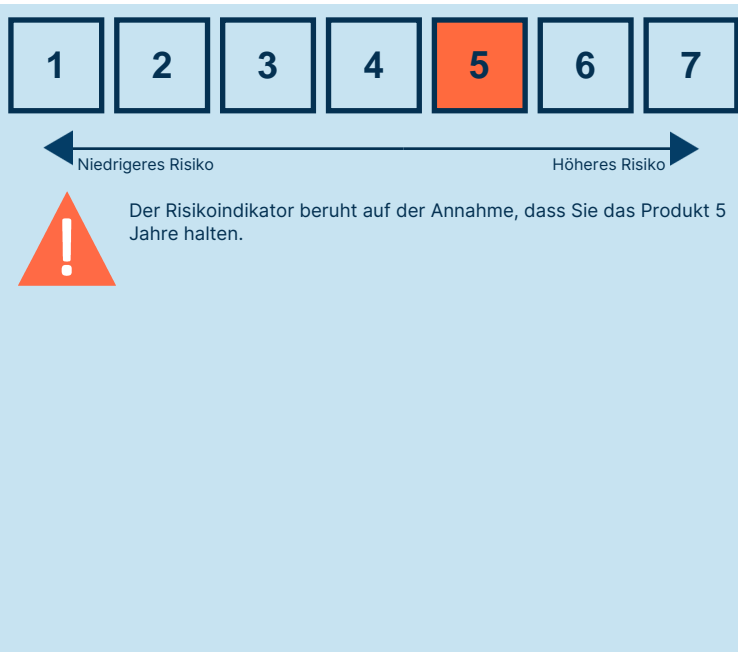 1 2 3 4 5 6 7
Niedrigeres Risiko Höheres Risiko
Der Risikoindikator beruht auf der Annahme, dass Sie das Produkt 5
Jahre halten.